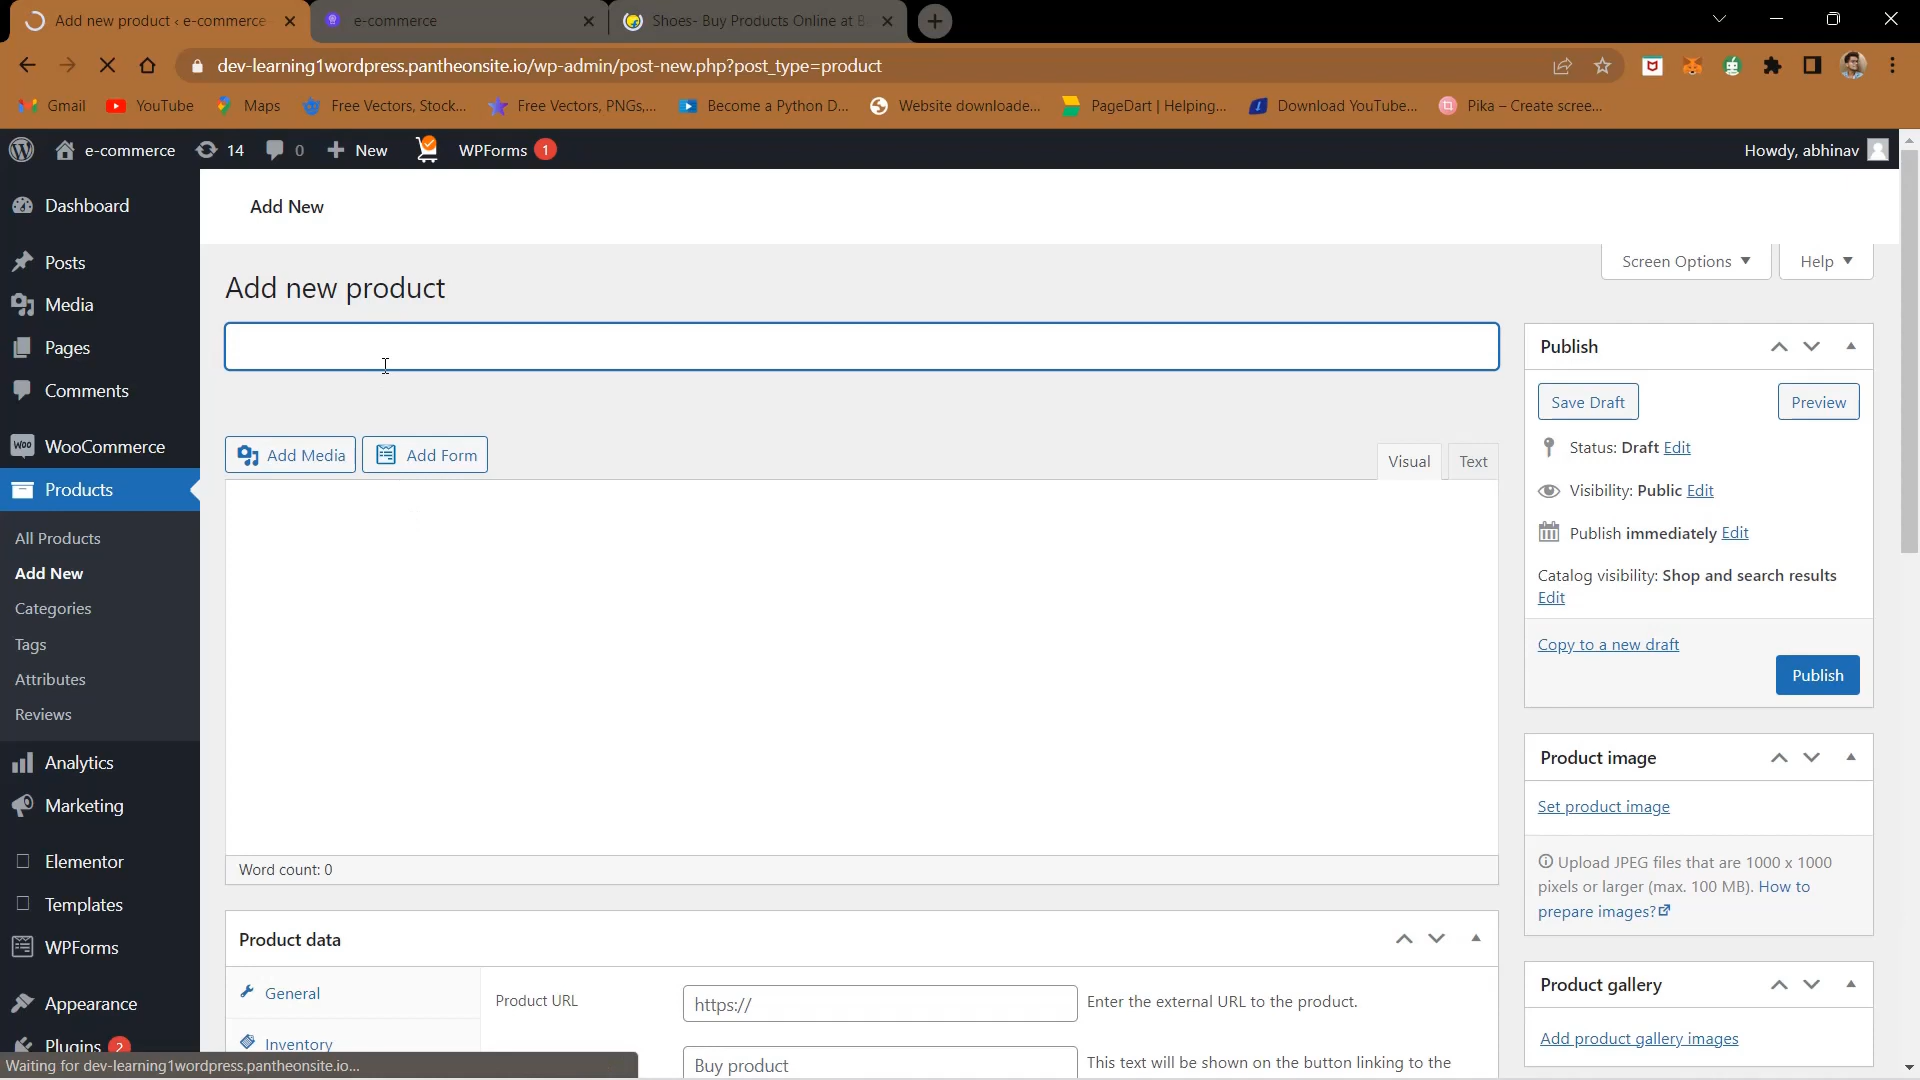 Add new product ‹ e-commerce
e-commerce
Shoes- Buy Products Online at B
dev-learning1wordpress.pantheonsite.io/wp-admin/post-new.php?post_type=product
Gmail
YouTube
Maps
Free Vectors, Stock...
Free Vectors, PNGs,...
Become a Python D...
Website downloade...
PageDart | Helping...
Download YouTube...
Pika – Create scree...
e-commerce
14
0
New
WPForms 1
Howdy, abhinav
Dashboard
Posts
Media
Pages
Comments
WooCommerce
Products
All Products
Add New
Categories
Tags
Attributes
Reviews
Analytics
Marketing
Elementor
Templates
WPForms
Appearance
Plugins 2
Add New
Screen Options
Help
Add new product
Add Media
Add Form
Visual
Text
Word count: 0
Product data
General
Inventory
Product URL
https://
Enter the external URL to the product.
Buy product
This text will be shown on the button linking to the
Publish
Save Draft
Preview
Status: Draft Edit
Visibility: Public Edit
Publish immediately Edit
Catalog visibility: Shop and search results
Edit
Copy to a new draft
Publish
Product image
Set product image
Upload JPEG files that are 1000 x 1000
pixels or larger (max. 100 MB). How to
prepare images?
Product gallery
Add product gallery images
Waiting for dev-learning1wordpress.pantheonsite.io...